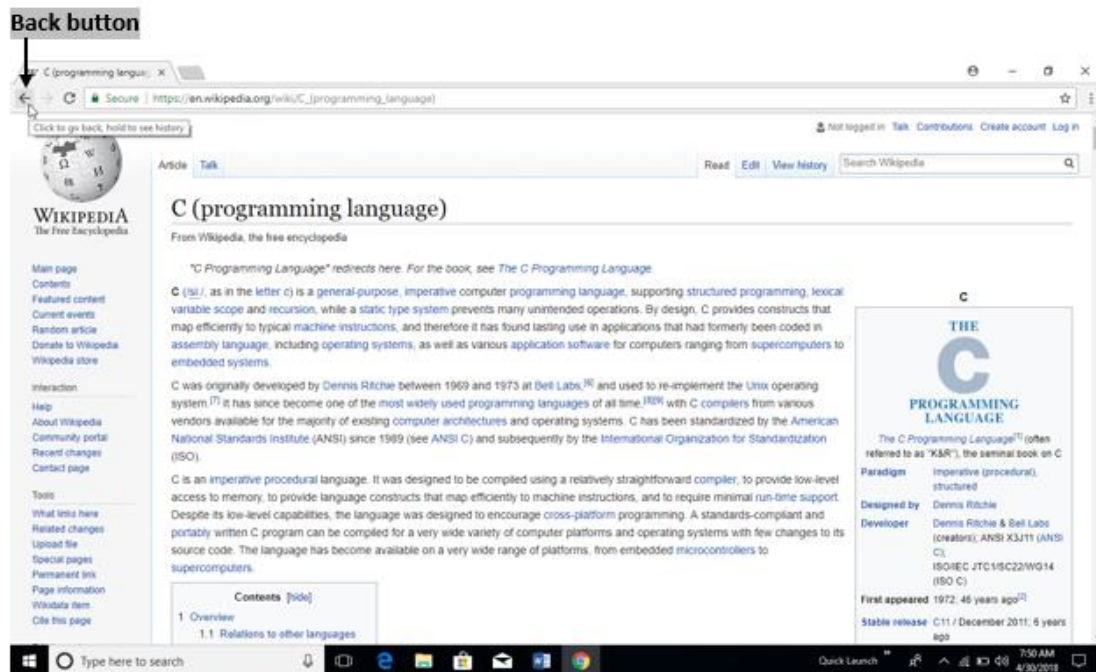 Back button
C (programming langua
Secure | https://en.wikipedia.org/wiki/C_(programming_language)
Click to go back, hold to see history
Not logged in Talk Contributions Create account Log in
Article Talk Read Edit View history Search Wikipedia
WIKIPEDIA
The Free Encyclopedia
Main page
Contents
Featured content
Current events
Random article
Donate to Wikipedia
Wikipedia store
Interaction
Help
About Wikipedia
Community portal
Recent changes
Contact page
Tools
What links here
Related changes
Upload file
Special pages
Permanent link
Page information
Wikidata item
Cite this page
C (programming language)
From Wikipedia, the free encyclopedia
"C Programming Language" redirects here. For the book, see The C Programming Language.
C (/siː/, as in the letter c) is a general-purpose, imperative computer programming language, supporting structured programming, lexical
variable scope and recursion, while a static type system prevents many unintended operations. By design, C provides constructs that
map efficiently to typical machine instructions, and therefore it has found lasting use in applications that had formerly been coded in
assembly language, including operating systems, as well as various application software for computers ranging from supercomputers to
embedded systems.
C was originally developed by Dennis Ritchie between 1969 and 1973 at Bell Labs,[6] and used to re-implement the Unix operating
system.[7] It has since become one of the most widely used programming languages of all time,[8][9] with C compilers from various
vendors available for the majority of existing computer architectures and operating systems. C has been standardized by the American
National Standards Institute (ANSI) since 1989 (see ANSI C) and subsequently by the International Organization for Standardization
(ISO).
C is an imperative procedural language. It was designed to be compiled using a relatively straightforward compiler, to provide low-level
access to memory, to provide language constructs that map efficiently to machine instructions, and to require minimal run-time support.
Despite its low-level capabilities, the language was designed to encourage cross-platform programming. A standards-compliant and
portably written C program can be compiled for a very wide variety of computer platforms and operating systems with few changes to its
source code. The language has become available on a very wide range of platforms, from embedded microcontrollers to
supercomputers.
Contents [hide]
1 Overview
1.1 Relations to other languages
C
THE
C
PROGRAMMING
LANGUAGE
The C Programming Language[1] (often
referred to as "K&R"), the seminal book on C
Paradigm Imperative (procedural),
structured
Designed by Dennis Ritchie
Developer Dennis Ritchie & Bell Labs
(creators); ANSI X3J11 (ANSI
C);
ISO/IEC JTC1/SC22/WG14
(ISO C)
First appeared 1972; 46 years ago[2]
Stable release C11 / December 2011; 6 years
ago
Type here to search
Quick Launch
7:50 AM
4/30/2018